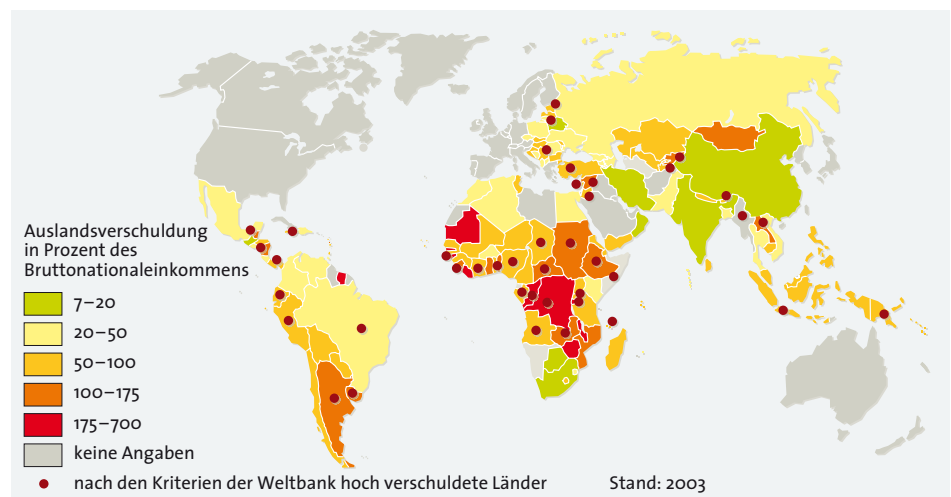 Auslandsverschuldung
in Prozent des
Bruttonationaleinkommens
7–20
20–50
50–100
100–175
175–700
keine Angaben
nach den Kriterien der Weltbank hoch verschuldete Länder Stand: 2003